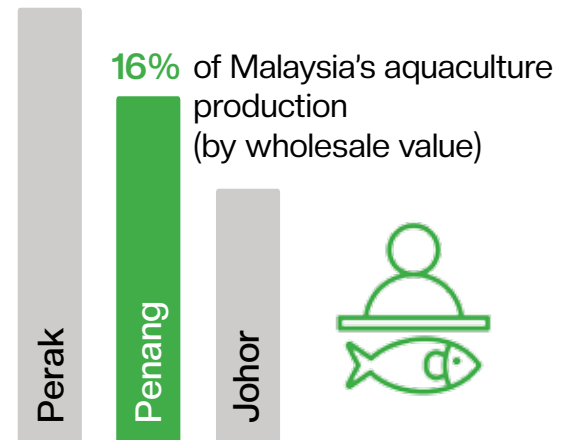 16% of Malaysia's aquaculture
production
(by wholesale value)
Perak
Penang
Johor